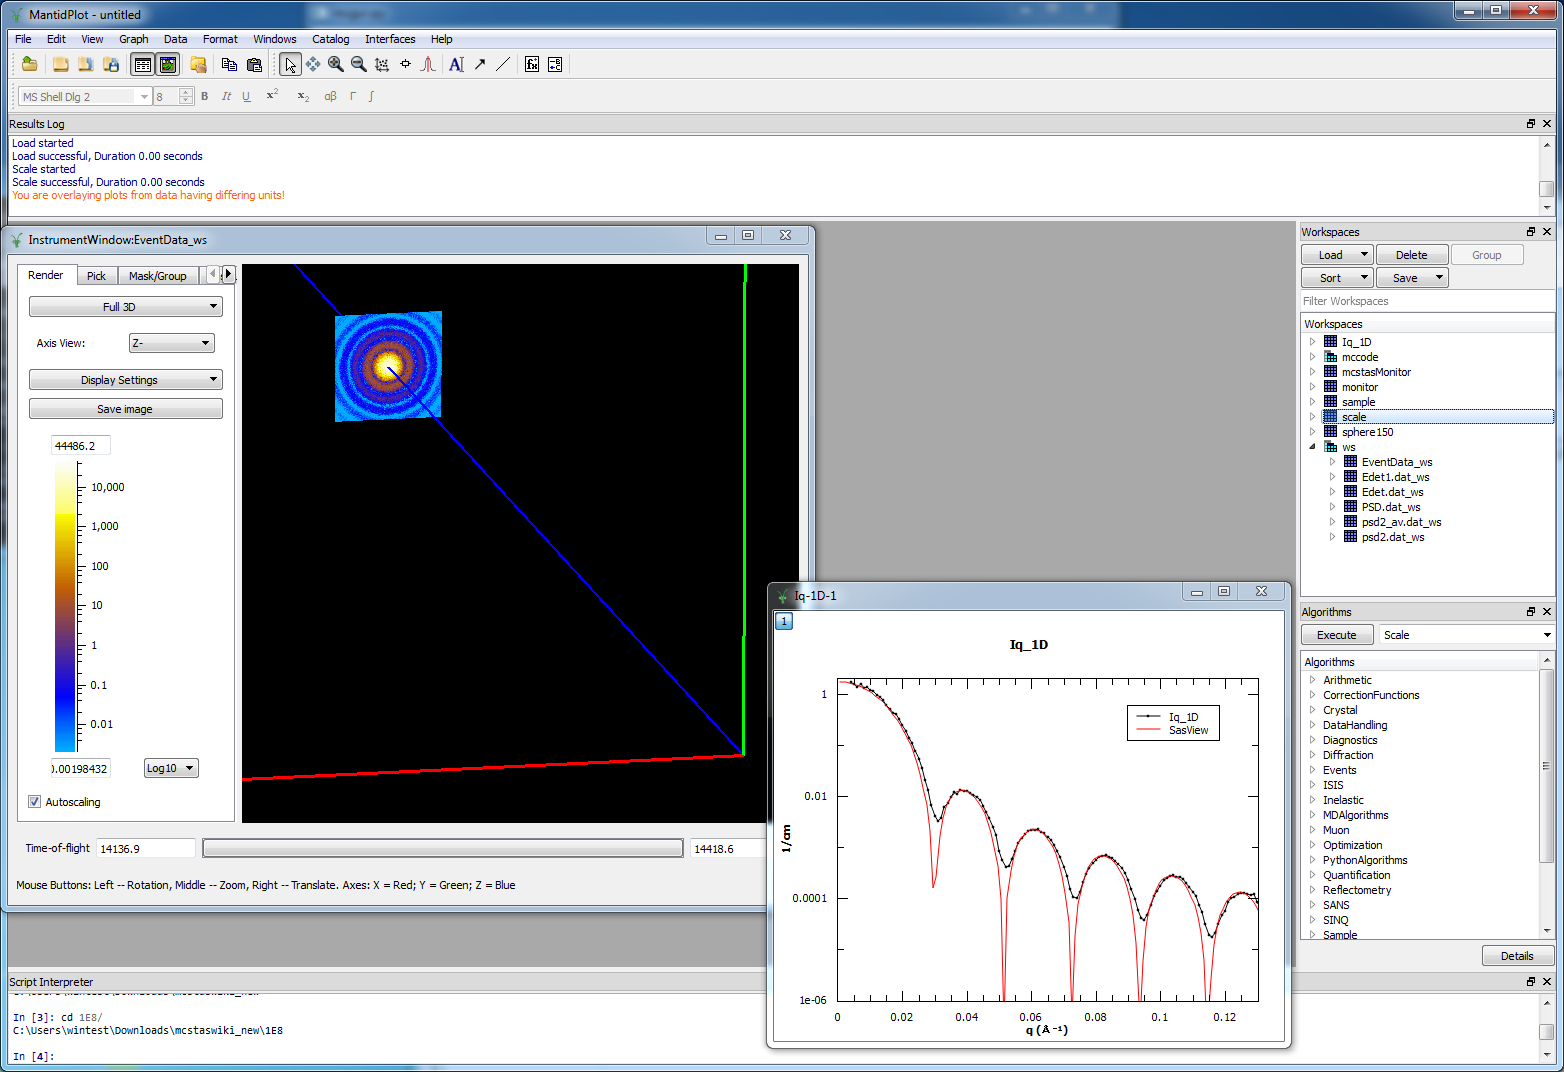 MantidPlot - untitled
File Edit View Graph Data Format Windows Catalog Interfaces Help
MS Shell Dlg 2 8 B It U x² x₂ αβ Γ ∫
Results Log
Load started
Load successful, Duration 0.00 seconds
Scale started
Scale successful, Duration 0.00 seconds
You are overlaying plots from data having differing units!
InstrumentWindow:EventData_ws
Render Pick Mask/Group
Full 3D
Axis View: Z-
Display Settings
Save image
44486.2
10,000
1,000
100
10
1
0.1
0.01
0.00198432 Log10
Autoscaling
Time-of-flight 14136.9 14418.6
Mouse Buttons: Left -- Rotation, Middle -- Zoom, Right -- Translate. Axes: X = Red; Y = Green; Z = Blue
Iq-1D-1
1
Iq_1D
Iq_1D
SasView
1
0.01
0.0001
1e-06
1/cm
0 0.02 0.04 0.06 0.08 0.1 0.12
q (Å⁻¹)
Workspaces
Load Delete Group
Sort Save
Filter Workspaces
Workspaces
Iq_1D
mccode
mcstasMonitor
monitor
sample
scale
sphere150
ws
EventData_ws
Edet1.dat_ws
Edet.dat_ws
PSD.dat_ws
psd2_av.dat_ws
psd2.dat_ws
Algorithms
Execute Scale
Algorithms
Arithmetic
CorrectionFunctions
Crystal
DataHandling
Diagnostics
Diffraction
Events
ISIS
Inelastic
MDAlgorithms
Muon
Optimization
PythonAlgorithms
Quantification
Reflectometry
SANS
SINQ
Sample
Details
Script Interpreter
In [3]: cd 1E8/
C:\Users\wintest\Downloads\mcstaswiki_new\1E8
In [4]: